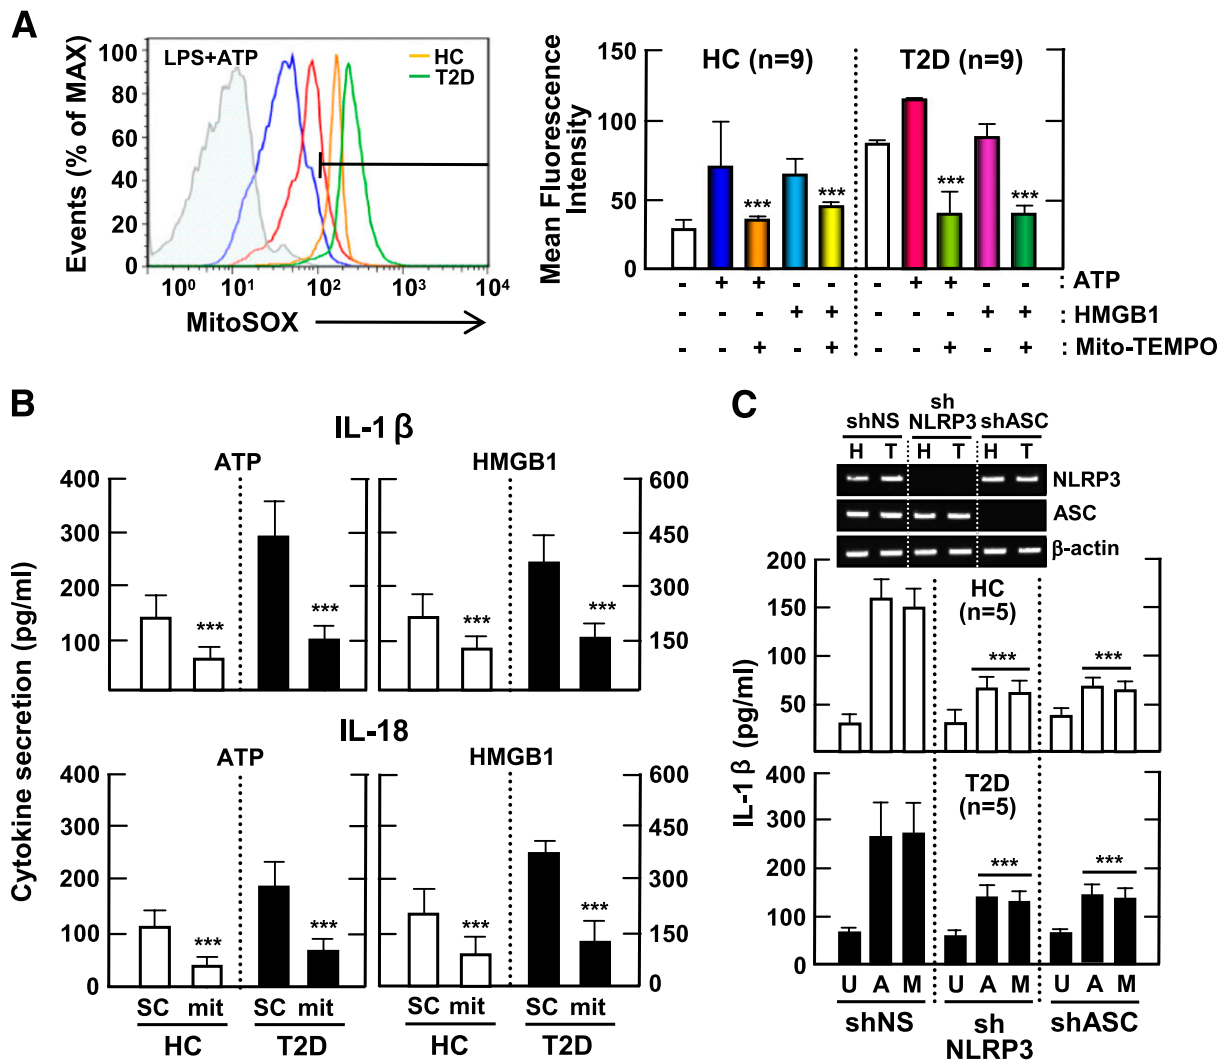 A
LPS+ATP
HC
T2D
Events (% of MAX)
100
80
60
40
20
0
10⁰ 10¹ 10² 10³ 10⁴
MitoSOX
Mean Fluorescence
Intensity
150
100
50
0
HC (n=9)
T2D (n=9)
*** *** *** ***
- + + - - - + + - - : ATP
- - - + + - - - + + : HMGB1
- - + - + - - + - + : Mito-TEMPO
B
IL-1 β
ATP
HMGB1
Cytokine secretion (pg/ml)
400
300
200
100
600
450
300
150
*** *** *** ***
IL-18
ATP
HMGB1
400
300
200
100
0
600
450
300
150
0
*** *** *** ***
SC mit SC mit SC mit SC mit
HC T2D HC T2D
C
shNS
sh
NLRP3
shASC
H T H T H T
NLRP3
ASC
β-actin
IL-1 β (pg/ml)
200
150
100
50
HC
(n=5)
*** ***
400
300
200
100
0
T2D
(n=5)
*** ***
U A M U A M U A M
shNS
sh
NLRP3
shASC